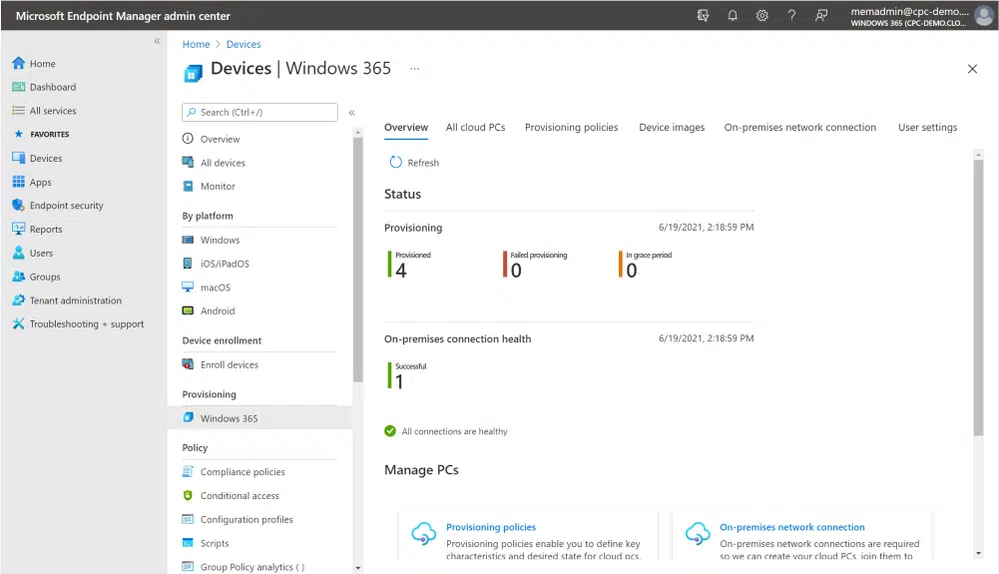 Microsoft Endpoint Manager admin center
memadmin@cpc-demo....
WINDOWS 365 (CPC-DEMO.CLO...
Home
Dashboard
All services
FAVORITES
Devices
Apps
Endpoint security
Reports
Users
Groups
Tenant administration
Troubleshooting + support
Home > Devices
Devices | Windows 365 ...
Search (Ctrl+/)
Overview
All devices
Monitor
By platform
Windows
iOS/iPadOS
macOS
Android
Device enrollment
Enroll devices
Provisioning
Windows 365
Policy
Compliance policies
Conditional access
Configuration profiles
Scripts
Group Policy analytics ( )
Overview All cloud PCs Provisioning policies Device images On-premises network connection User settings
Refresh
Status
Provisioning 6/19/2021, 2:18:59 PM
Provisioned
4
Failed provisioning
0
In grace period
0
On-premises connection health 6/19/2021, 2:18:59 PM
Successful
1
All connections are healthy
Manage PCs
Provisioning policies
Provisioning policies enable you to define key
characteristics and desired state for cloud pcs.
On-premises network connection
On-premises network connections are required
so we can create your cloud PCs, join them to